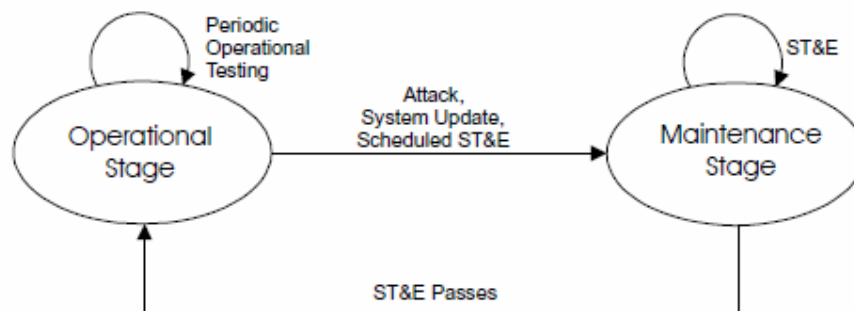 Periodic
Operational
Testing
ST&E
Attack,
System Update,
Scheduled ST&E
Operational
Stage
Maintenance
Stage
ST&E Passes